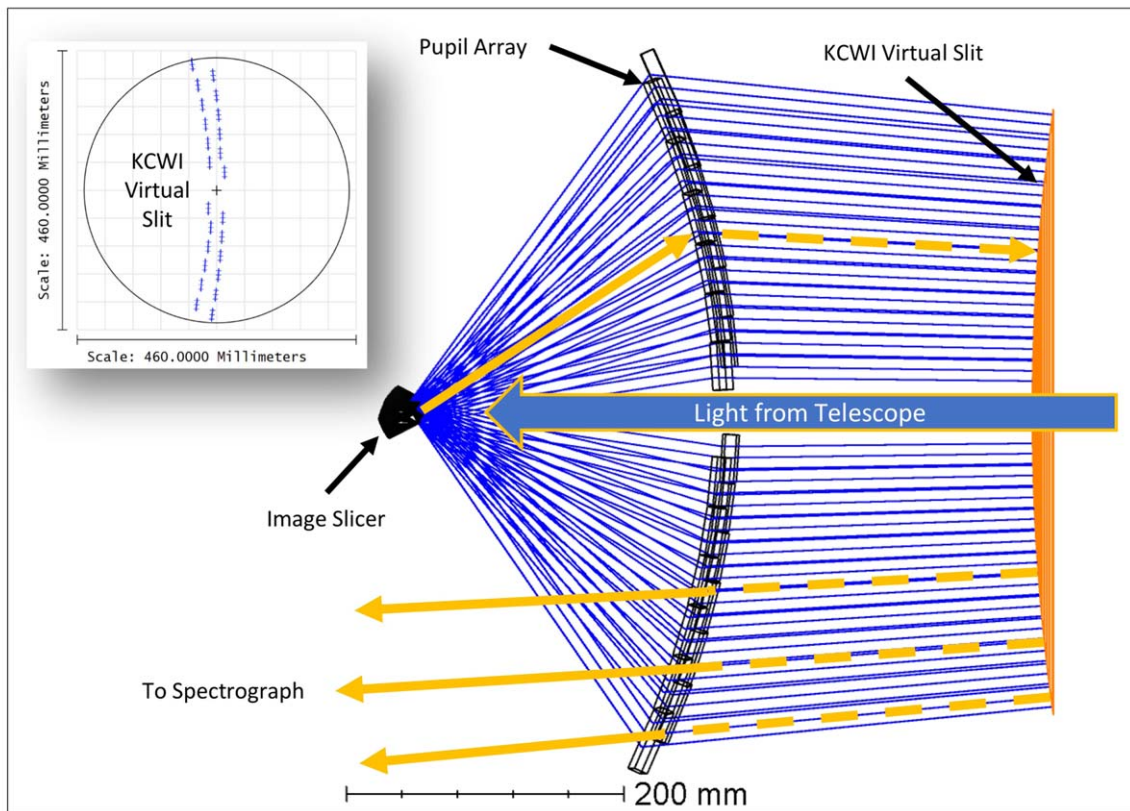 Pupil Array
KCWI Virtual Slit
Scale: 460.0000 Millimeters
KCWI
Virtual
Slit
Scale: 460.0000 Millimeters
Light from Telescope
Image Slicer
To Spectrograph
200 mm